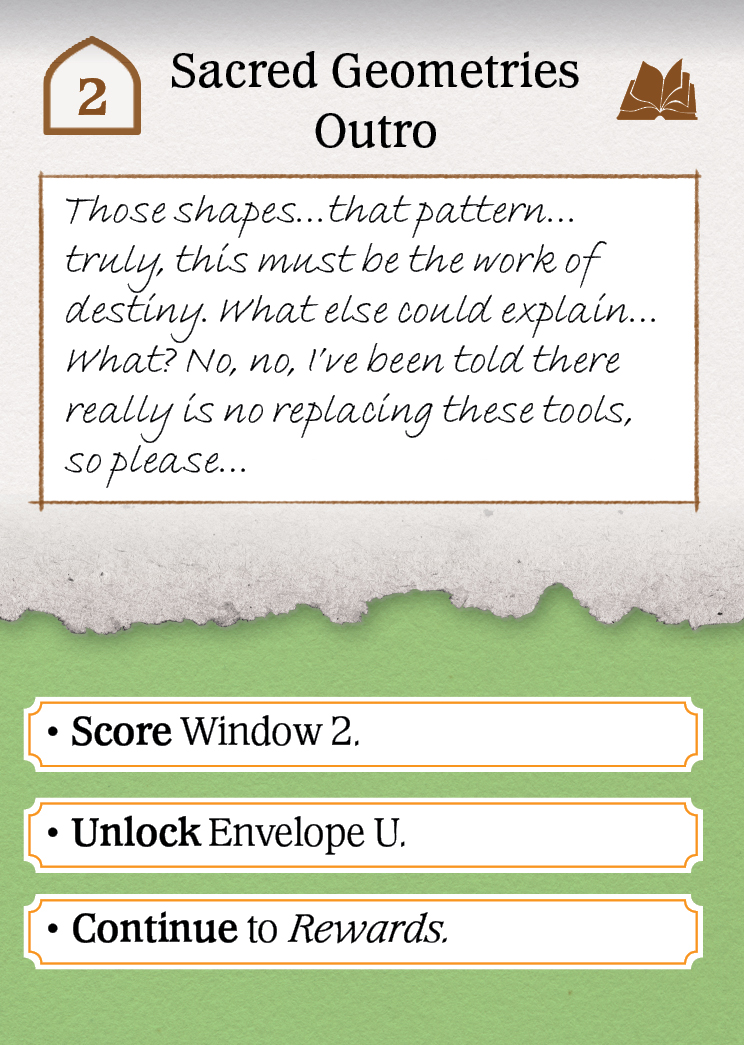 2
Sacred Geometries
Outro
Those shapes...that pattern...
truly, this must be the work of
destiny. What else could explain...
What? No, no, I've been told there
really is no replacing these tools,
so please...
• Score Window 2.
• Unlock Envelope U.
• Continue to Rewards.